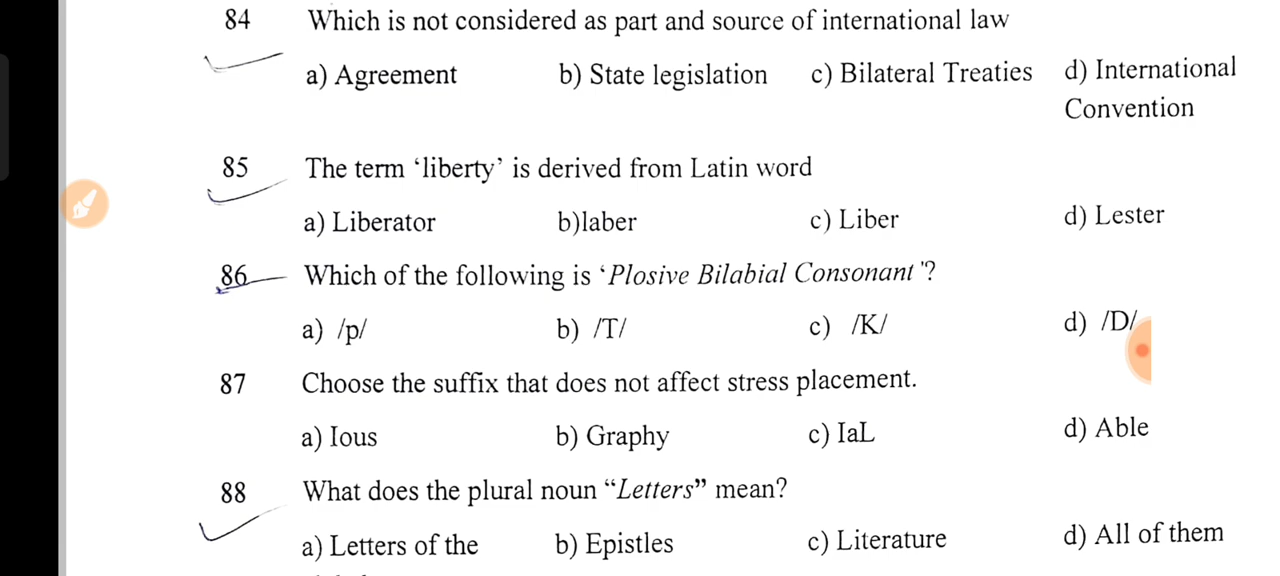 84 Which is not considered as part and source of international law
a) Agreement b) State legislation c) Bilateral Treaties d) International
Convention
85 The term ‘liberty’ is derived from Latin word
a) Liberator b)laber c) Liber d) Lester
86 Which of the following is ‘Plosive Bilabial Consonant '?
a) /p/ b) /T/ c) /K/ d) /D/
87 Choose the suffix that does not affect stress placement.
a) Ious b) Graphy c) IaL d) Able
88 What does the plural noun “Letters” mean?
a) Letters of the b) Epistles c) Literature d) All of them